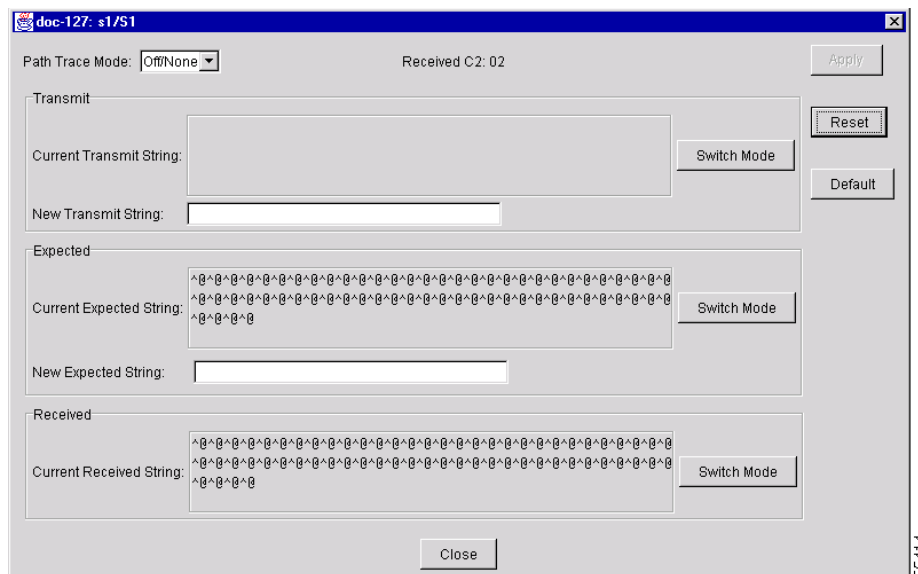 doc-127: s1/S1
Path Trace Mode: Off/None
Received C2: 02
Apply
Transmit
Reset
Current Transmit String:
Switch Mode
Default
New Transmit String:
Expected
Current Expected String:
^@^@^@^@^@^@^@^@^@^@^@^@^@^@^@^@^@^@^@^@^@^@^@^@^@^@^@^@^@^@
^@^@^@^@^@^@^@^@^@^@^@^@^@^@^@^@^@^@^@^@^@^@^@^@^@^@^@^@^@^@
^@^@^@^@
Switch Mode
New Expected String:
Received
Current Received String:
^@^@^@^@^@^@^@^@^@^@^@^@^@^@^@^@^@^@^@^@^@^@^@^@^@^@^@^@^@^@
^@^@^@^@^@^@^@^@^@^@^@^@^@^@^@^@^@^@^@^@^@^@^@^@^@^@^@^@^@^@
^@^@^@^@
Switch Mode
Close